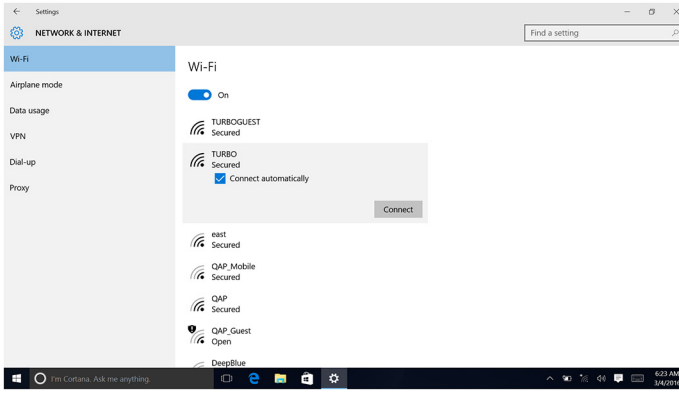 Settings
NETWORK & INTERNET
Find a setting
Wi-Fi
Airplane mode
Data usage
VPN
Dial-up
Proxy
Wi-Fi
On
TURBOGUEST
Secured
TURBO
Secured
Connect automatically
Connect
east
Secured
QAP_Mobile
Secured
QAP
Secured
QAP_Guest
Open
DeepBlue
I'm Cortana. Ask me anything.
6:23 AM
3/4/2016